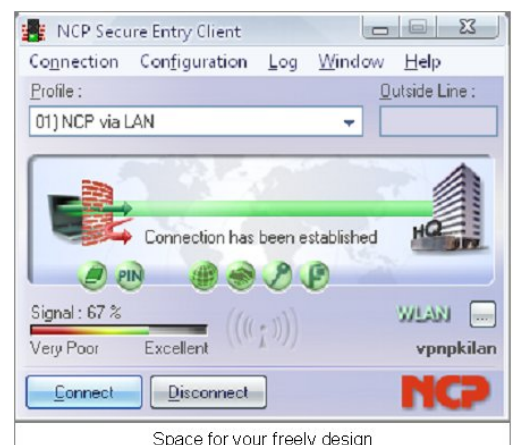 NCP Secure Entry Client
Connection Configuration Log Window Help
Profile : Outside Line :
01) NCP via LAN
HQ
Connection has been established
PIN
Signal : 67 % WLAN ...
Very Poor Excellent vpnpkilan
Connect Disconnect NCP
Space for your freely design